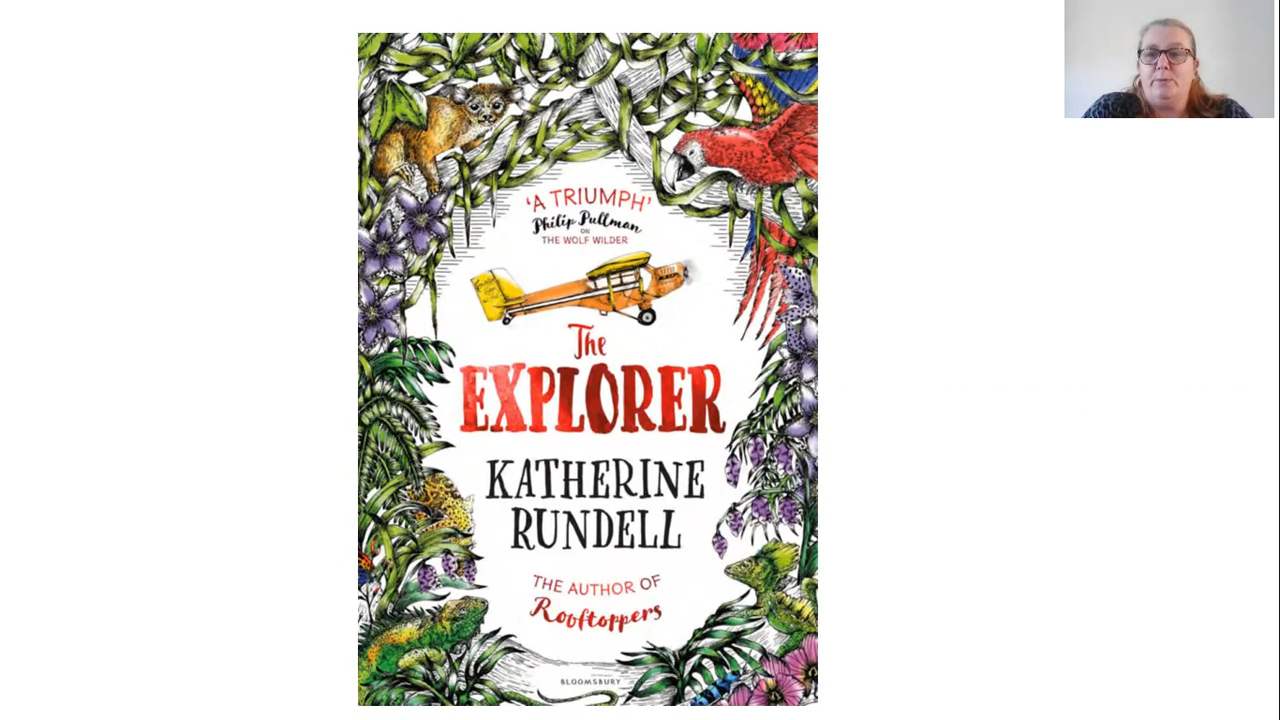 'A TRIUMPH'
Philip Pullman
ON
THE WOLF WILDER
The
EXPLORER
KATHERINE
RUNDELL
THE AUTHOR OF
Rooftoppers
BLOOMSBURY